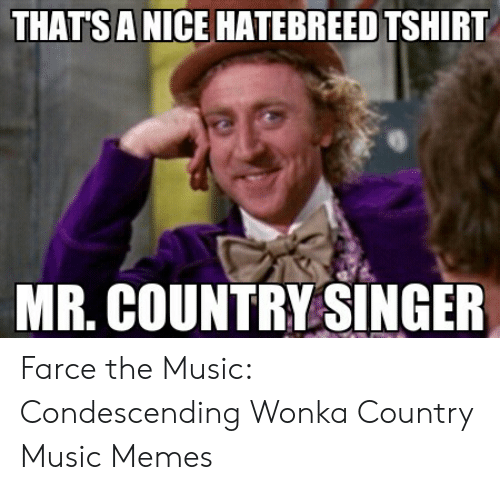 THAT'S A NICE HATEBREED TSHIRT
MR. COUNTRY SINGER
Farce the Music:
Condescending Wonka Country
Music Memes